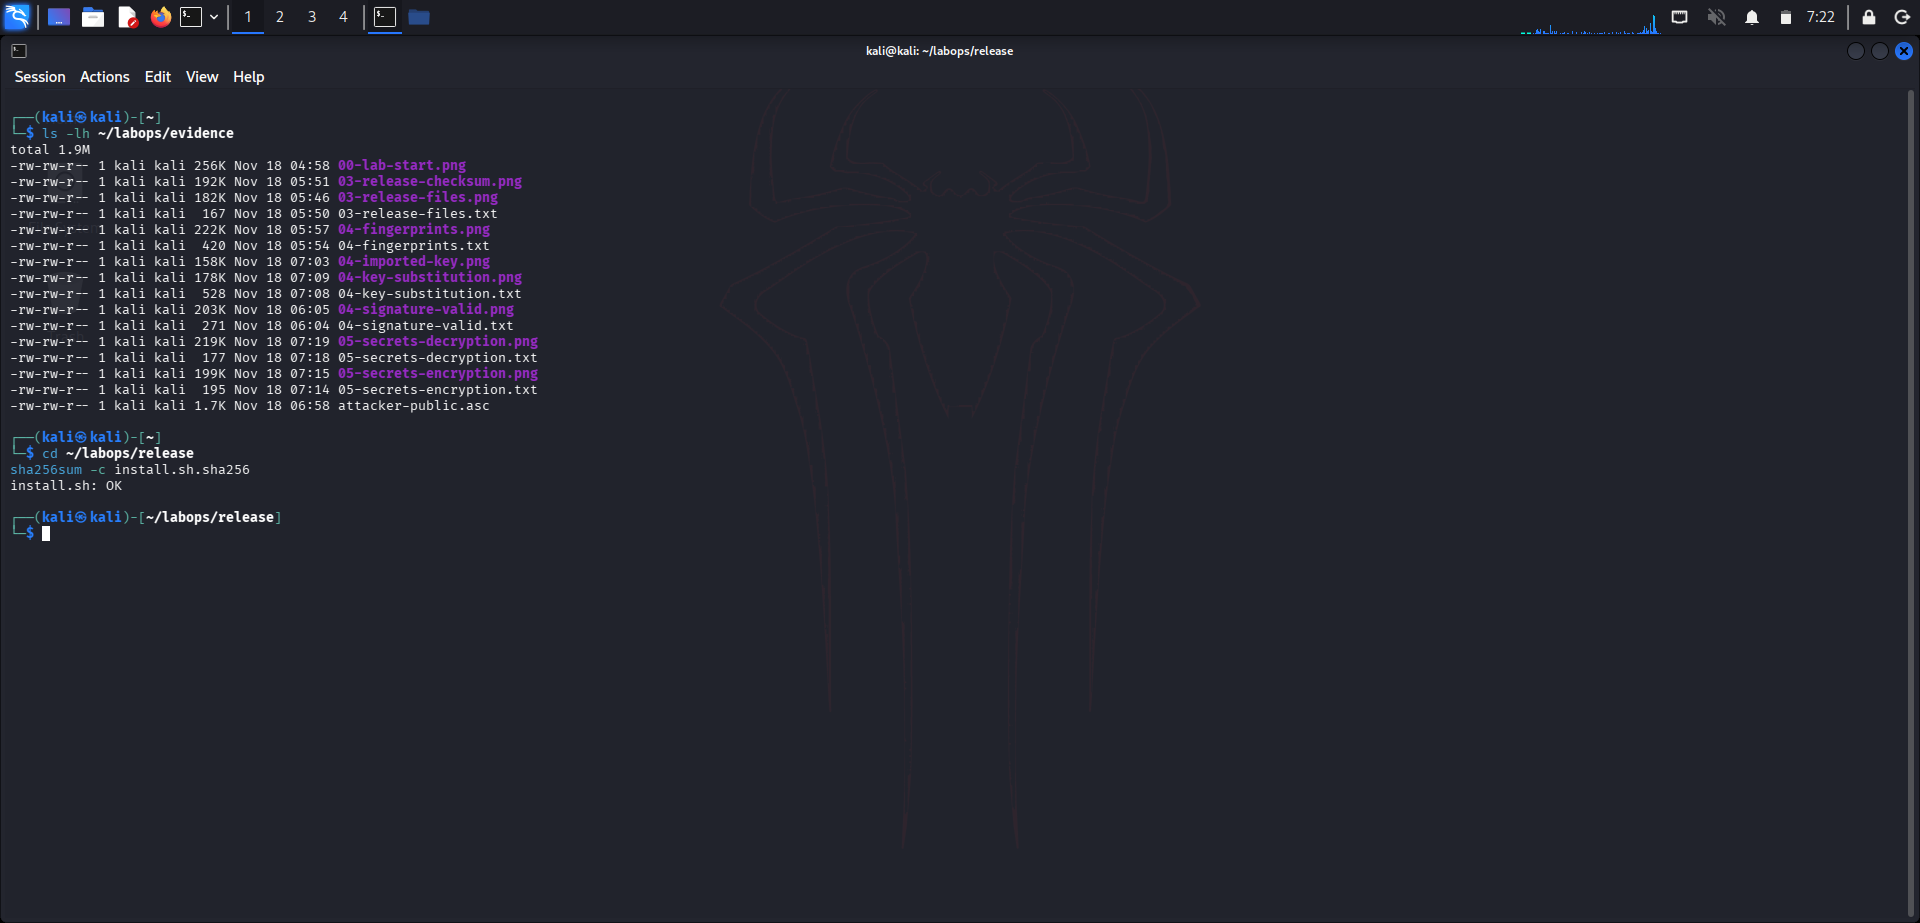 1 2 3 4 7:22
kali@kali: ~/labops/release
Session Actions Edit View Help
┌──(kali㉿kali)-[~]
└─$ ls -lh ~/labops/evidence
total 1.9M
-rw-rw-r-- 1 kali kali 256K Nov 18 04:58 00-lab-start.png
-rw-rw-r-- 1 kali kali 192K Nov 18 05:51 03-release-checksum.png
-rw-rw-r-- 1 kali kali 182K Nov 18 05:46 03-release-files.png
-rw-rw-r-- 1 kali kali  167 Nov 18 05:50 03-release-files.txt
-rw-rw-r-- 1 kali kali 222K Nov 18 05:57 04-fingerprints.png
-rw-rw-r-- 1 kali kali  420 Nov 18 05:54 04-fingerprints.txt
-rw-rw-r-- 1 kali kali 158K Nov 18 07:03 04-imported-key.png
-rw-rw-r-- 1 kali kali 178K Nov 18 07:09 04-key-substitution.png
-rw-rw-r-- 1 kali kali  528 Nov 18 07:08 04-key-substitution.txt
-rw-rw-r-- 1 kali kali 203K Nov 18 06:05 04-signature-valid.png
-rw-rw-r-- 1 kali kali  271 Nov 18 06:04 04-signature-valid.txt
-rw-rw-r-- 1 kali kali 219K Nov 18 07:19 05-secrets-decryption.png
-rw-rw-r-- 1 kali kali  177 Nov 18 07:18 05-secrets-decryption.txt
-rw-rw-r-- 1 kali kali 199K Nov 18 07:15 05-secrets-encryption.png
-rw-rw-r-- 1 kali kali  195 Nov 18 07:14 05-secrets-encryption.txt
-rw-rw-r-- 1 kali kali 1.7K Nov 18 06:58 attacker-public.asc
┌──(kali㉿kali)-[~]
└─$ cd ~/labops/release
sha256sum -c install.sh.sha256
install.sh: OK
┌──(kali㉿kali)-[~/labops/release]
└─$